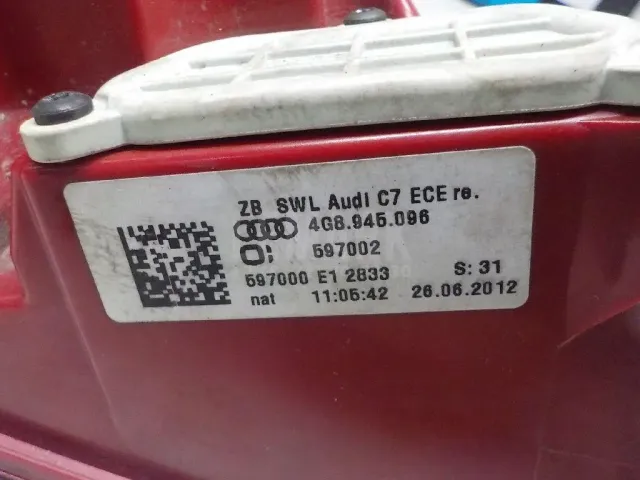 ZB SWL Audi C7 ECE re.
4G8.945.096
597002
597000 E1 2833 S: 31
nat 11:05:42 26.06.2012